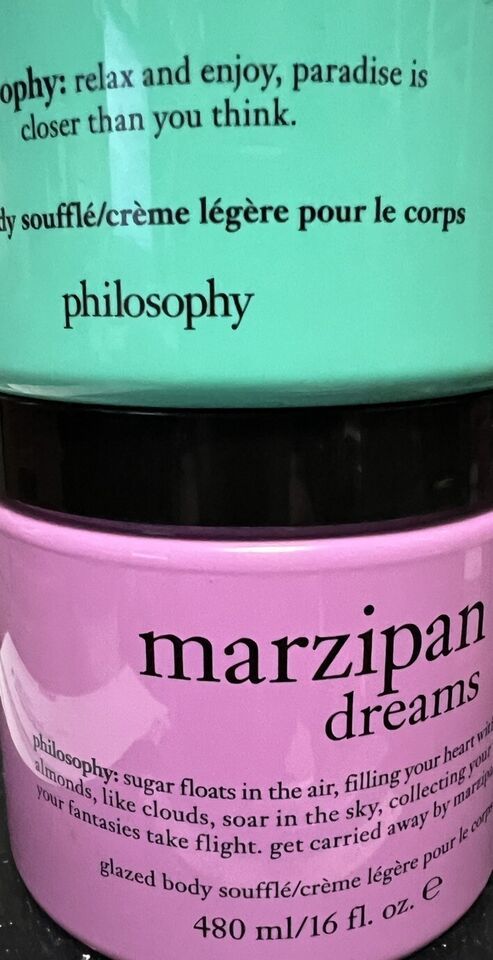 ophy: relax and enjoy, paradise is
closer than you think.
dy soufflé/crème légère pour le corps
philosophy
marzipan
dreams
philosophy: sugar floats in the air, filling your heart with
almonds, like clouds, soar in the sky, collecting your
your fantasies take flight. get carried away by marzipa
glazed body soufflé/crème légère pour le corps
480 ml/16 fl. oz. e